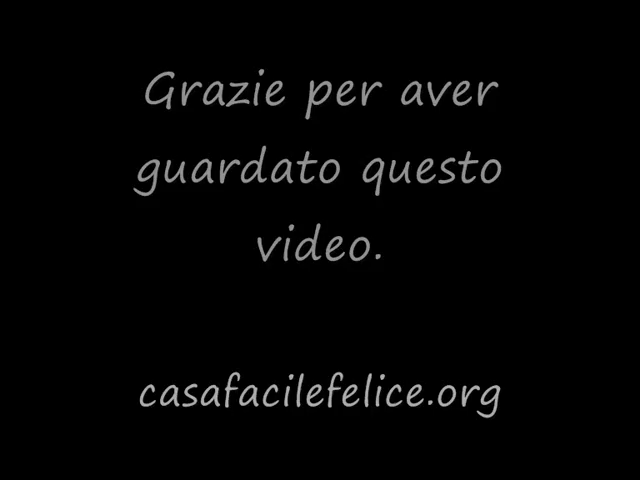 Grazie per aver
guardato questo
video.
casafacilefelice.org